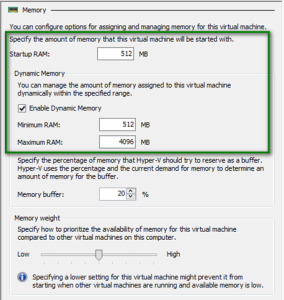 Memory
You can configure options for assigning and managing memory for this virtual machine.
Specify the amount of memory that this virtual machine will be started with.
Startup RAM: 512 MB
Dynamic Memory
You can manage the amount of memory assigned to this virtual machine
dynamically within the specified range.
Enable Dynamic Memory
Minimum RAM: 512 MB
Maximum RAM: 4096 MB
Specify the percentage of memory that Hyper-V should try to reserve as a buffer.
Hyper-V uses the percentage and the current demand for memory to determine an
amount of memory for the buffer.
Memory buffer: 20 %
Memory weight
Specify how to prioritize the availability of memory for this virtual machine
compared to other virtual machines on this computer.
Low High
Specifying a lower setting for this virtual machine might prevent it from
starting when other virtual machines are running and available memory is low.